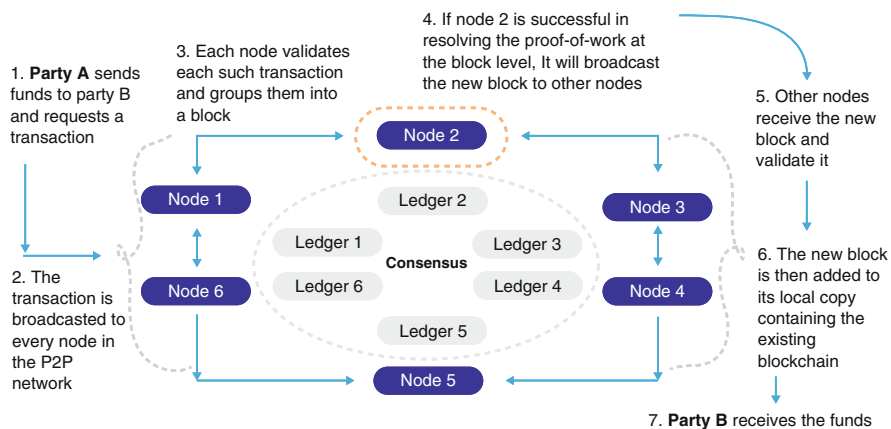 1. Party A sends
funds to party B
and requests a
transaction
2. The
transaction is
broadcasted to
every node in
the P2P
network
3. Each node validates
each such transaction
and groups them into
a block
4. If node 2 is successful in
resolving the proof-of-work at
the block level, It will broadcast
the new block to other nodes
5. Other nodes
receive the new
block and
validate it
6. The new block
is then added to
its local copy
containing the
existing
blockchain
7. Party B receives the funds
Node 2
Node 1
Node 3
Node 6
Node 4
Node 5
Ledger 2
Ledger 1
Ledger 3
Consensus
Ledger 6
Ledger 4
Ledger 5